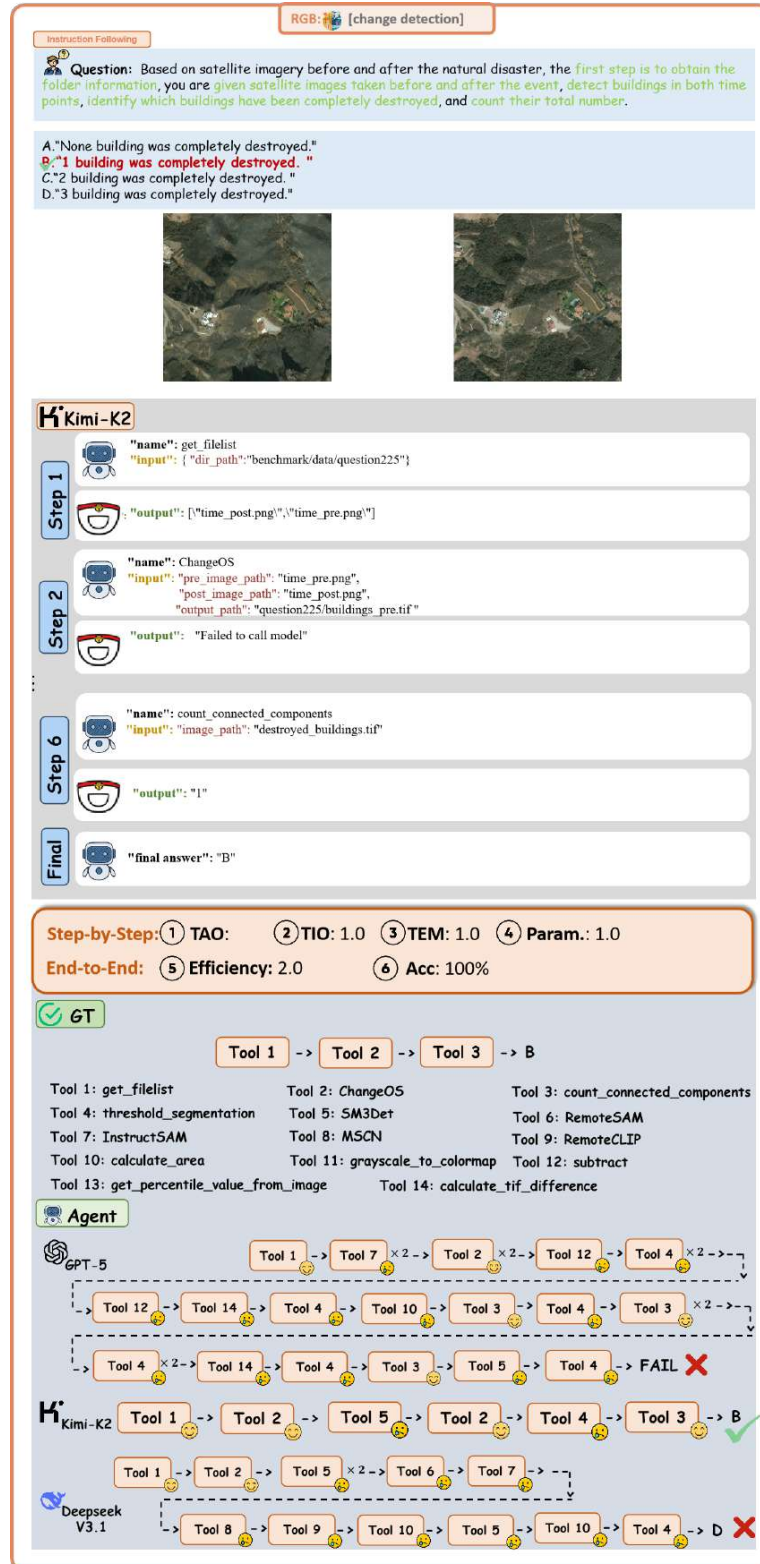 RGB: [change detection]
Instruction Following
Question: Based on satellite imagery before and after the natural disaster, the first step is to obtain the
folder information, you are given satellite images taken before and after the event, detect buildings in both time
points, identify which buildings have been completely destroyed, and count their total number.
A."None building was completely destroyed."
B."1 building was completely destroyed. "
C."2 building was completely destroyed. "
D."3 building was completely destroyed."
Kimi-K2
Step 1
"name": get_filelist
"input": { "dir_path":"benchmark/data/question225"}
"output": [\"time_post.png\",\"time_pre.png\"]
Step 2
"name": ChangeOS
"input": "pre_image_path": "time_pre.png",
"post_image_path": "time_post.png",
"output_path": "question225/buildings_pre.tif "
"output": "Failed to call model"
...
Step 6
"name": count_connected_components
"input": "image_path": "destroyed_buildings.tif"
"output": "1"
Final
"final answer": "B"
Step-by-Step: 1 TAO: 2 TIO: 1.0 3 TEM: 1.0 4 Param.: 1.0
End-to-End: 5 Efficiency: 2.0 6 Acc: 100%
GT
Tool 1 -> Tool 2 -> Tool 3 -> B
Tool 1: get_filelist Tool 2: ChangeOS Tool 3: count_connected_components
Tool 4: threshold_segmentation Tool 5: SM3Det Tool 6: RemoteSAM
Tool 7: InstructSAM Tool 8: MSCN Tool 9: RemoteCLIP
Tool 10: calculate_area Tool 11: grayscale_to_colormap Tool 12: subtract
Tool 13: get_percentile_value_from_image Tool 14: calculate_tif_difference
Agent
GPT-5 Tool 1 -> Tool 7 ×2 -> Tool 2 ×2 -> Tool 12 -> Tool 4 ×2 ->
-> Tool 12 -> Tool 14 -> Tool 4 -> Tool 10 -> Tool 3 -> Tool 4 -> Tool 3 ×2 ->
-> Tool 4 ×2 -> Tool 14 -> Tool 4 -> Tool 3 -> Tool 5 -> Tool 4 -> FAIL
Kimi-K2 Tool 1 -> Tool 2 -> Tool 5 -> Tool 2 -> Tool 4 -> Tool 3 -> B
Tool 1 -> Tool 2 -> Tool 5 ×2 -> Tool 6 -> Tool 7 ->
Deepseek
V3.1 -> Tool 8 -> Tool 9 -> Tool 10 -> Tool 5 -> Tool 10 -> Tool 4 -> D